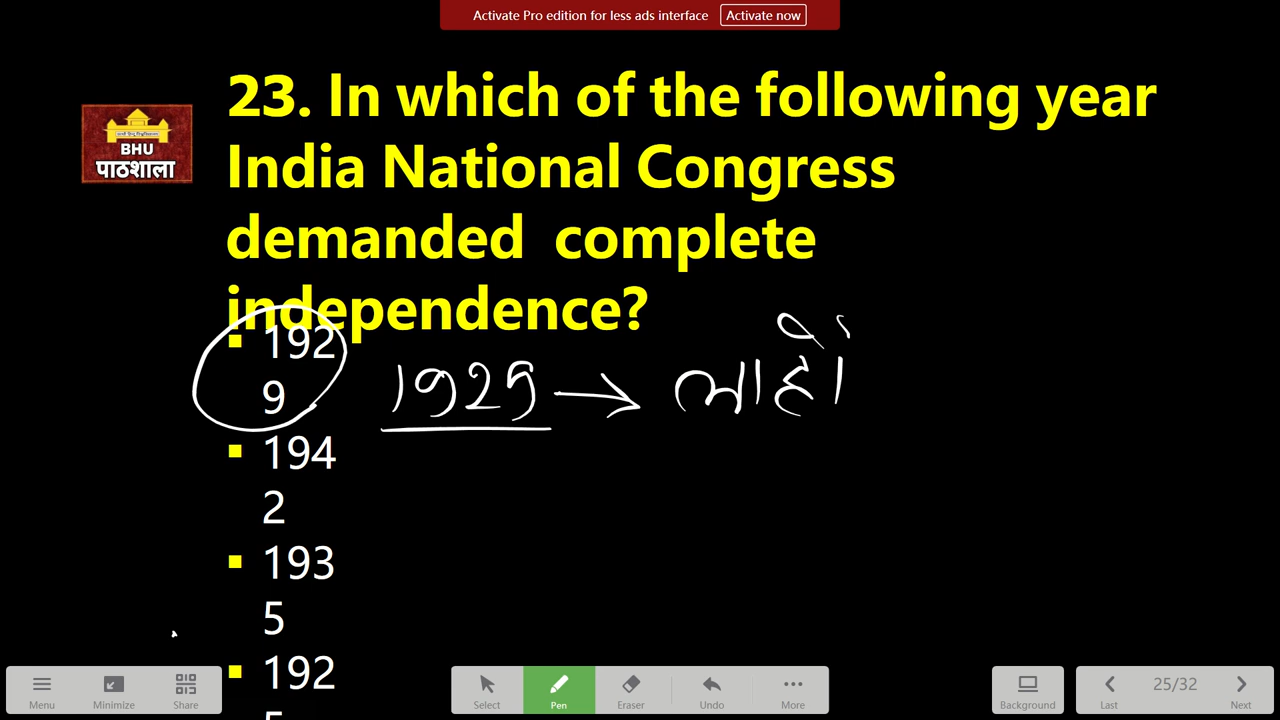 Activate Pro edition for less ads interface Activate now
23. In which of the following year
India National Congress
demanded complete
independence?
BHU
पाठशाला
192
9
1929 →
194
2
193
5
192
Menu Minimize Share Select Pen Eraser Undo More Background Last 25/32 Next